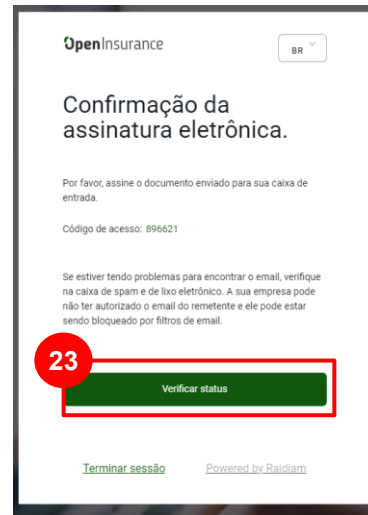 OpenInsurance
BR
Confirmação da
assinatura eletrônica.
Por favor, assine o documento enviado para sua caixa de
entrada.
Código de acesso: 896621
Se estiver tendo problemas para encontrar o email, verifique
na caixa de spam e de lixo eletrônico. A sua empresa pode
não ter autorizado o email do remetente e ele pode estar
sendo bloqueado por filtros de email.
23
Verificar status
Terminar sessão Powered by Raidiam